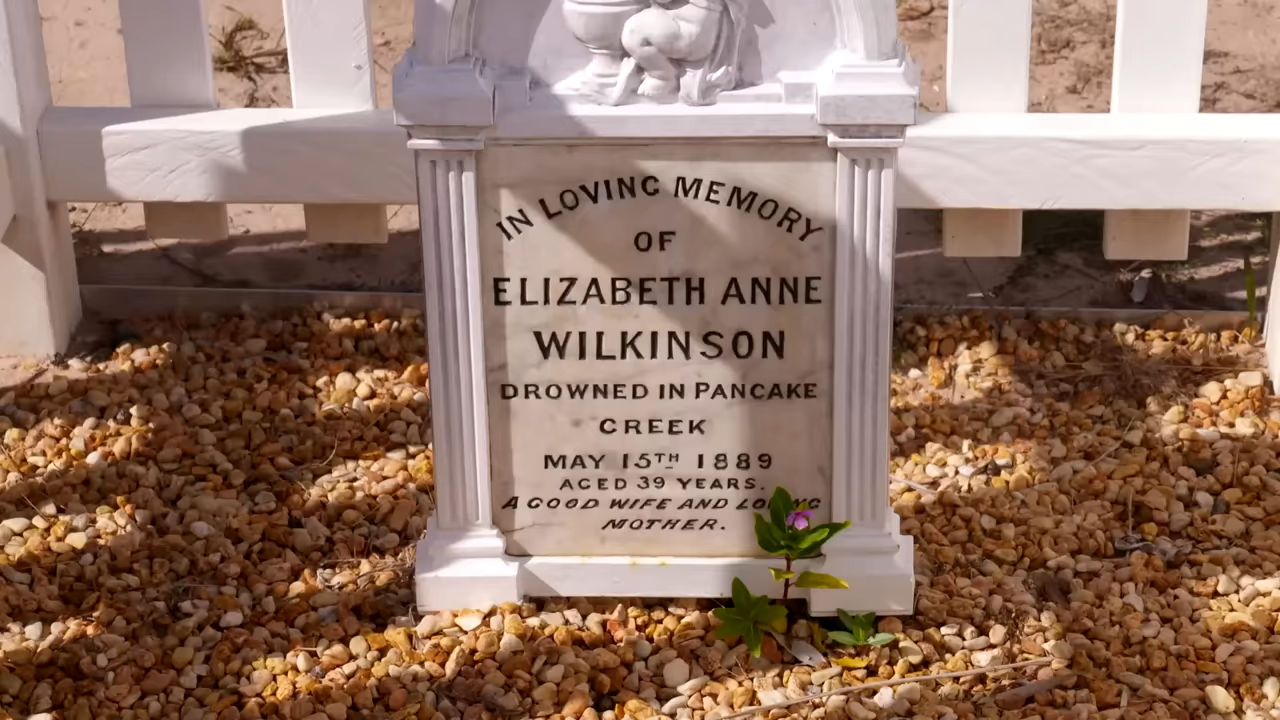 IN LOVING MEMORY
OF
ELIZABETH ANNE
WILKINSON
DROWNED IN PANCAKE
CREEK
MAY 15TH 1889
AGED 39 YEARS.
A GOOD WIFE AND LOVING
MOTHER.